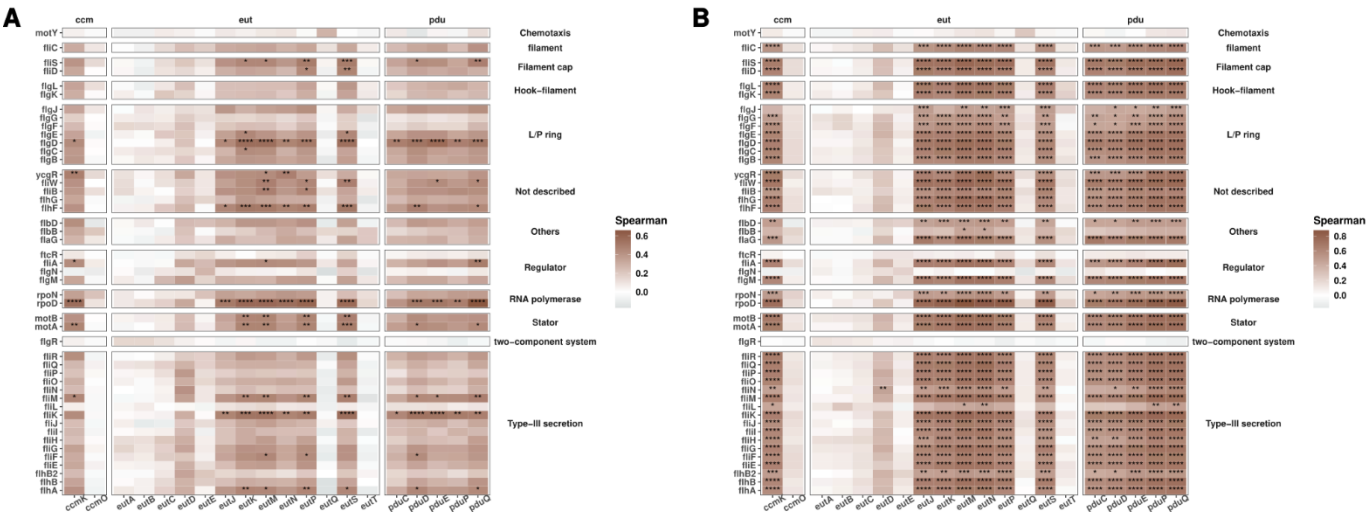 A
ccm eut pdu
motY Chemotaxis
fliC filament
fliS
fliD Filament cap
flgL
flgK Hook−filament
flgJ
flgG
flgF
flgE L/P ring
flgD
flgC
flgB
ycgR
fliW
fliB Not described
flhG
flhF
flbD
flbB Others
flaG
ftcR
fliA Regulator
flgN
flgM
rpoN
rpoD RNA polymerase
motB
motA Stator
flgR two−component system
fliR
fliQ
fliP
fliO
fliN
fliM
fliL
fliK
fliJ Type−III secretion
fliI
fliH
fliG
fliF
fliE
flhB2
flhB
flhA
ccmK ccmO eutA eutB eutC eutD eutE eutJ eutK eutM eutN eutP eutQ eutS eutT pduC pduD pduE pduP pduQ
Spearman
0.6
0.4
0.2
0.0
B
ccm eut pdu
motY Chemotaxis
fliC filament
fliS
fliD Filament cap
flgL
flgK Hook−filament
flgJ
flgG
flgF
flgE L/P ring
flgD
flgC
flgB
ycgR
fliW
fliB Not described
flhG
flhF
flbD
flbB Others
flaG
ftcR
fliA Regulator
flgN
flgM
rpoN
rpoD RNA polymerase
motB
motA Stator
flgR two−component system
fliR
fliQ
fliP
fliO
fliN
fliM
fliL
fliK
fliJ Type−III secretion
fliI
fliH
fliG
fliF
fliE
flhB2
flhB
flhA
ccmK ccmO eutA eutB eutC eutD eutE eutJ eutK eutM eutN eutP eutQ eutS eutT pduC pduD pduE pduP pduQ
Spearman
0.8
0.6
0.4
0.2
0.0